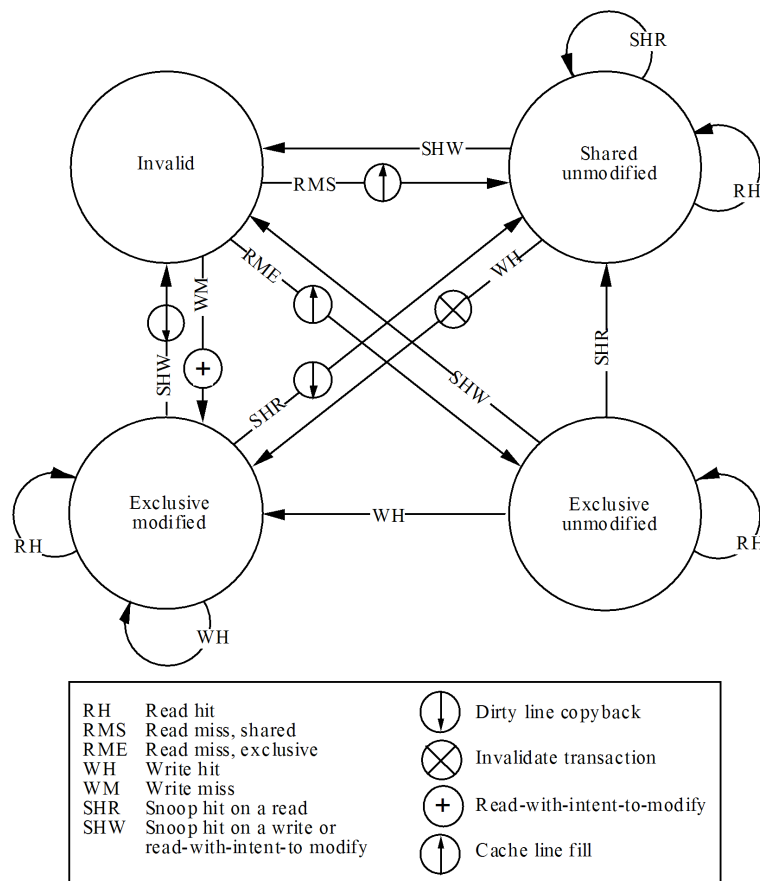 SHR
Invalid
Shared
unmodified
SHW
RMS
RH
RME
WH
WM
SHW
SHR
SHW
SHR
Exclusive
modified
WH
Exclusive
unmodified
RH
RH
WH
RH Read hit
RMS Read miss, shared
RME Read miss, exclusive
WH Write hit
WM Write miss
SHR Snoop hit on a read
SHW Snoop hit on a write or
read-with-intent-to modify
Dirty line copyback
Invalidate transaction
Read-with-intent-to-modify
Cache line fill